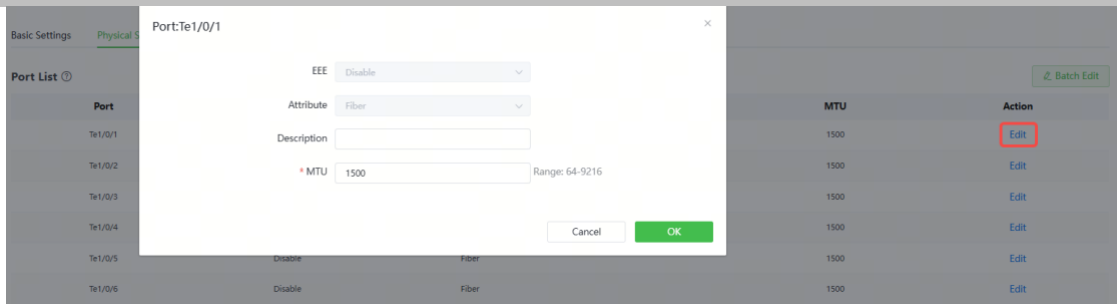 Port:Te1/0/1 ×
Basic Settings Physical S
EEE Disable
Port List ? Batch Edit
Port Attribute Fiber MTU Action
Te1/0/1 Description 1500 Edit
Te1/0/2 * MTU 1500 Range: 64-9216 1500 Edit
Te1/0/3 1500 Edit
Te1/0/4 Cancel OK 1500 Edit
Te1/0/5 Disable Fiber 1500 Edit
Te1/0/6 Disable Fiber 1500 Edit